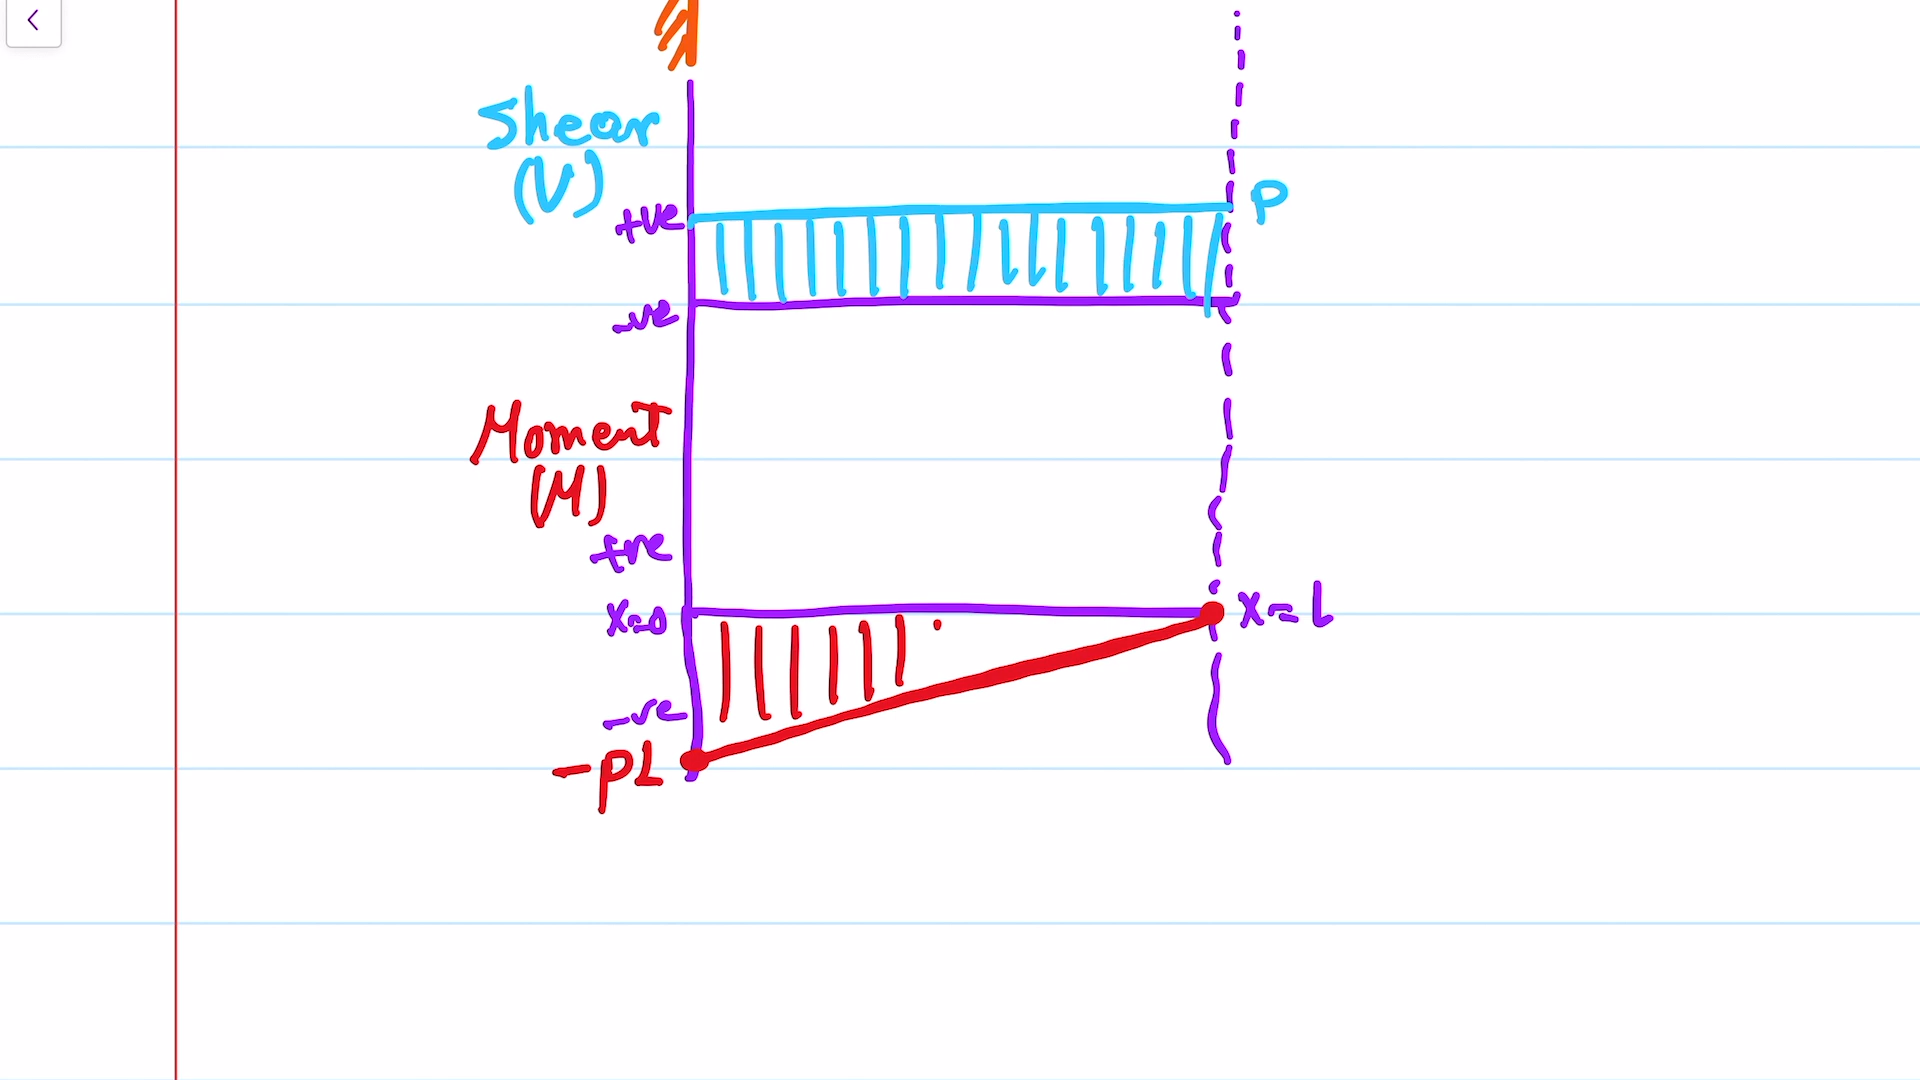 Shear
(V)
P
+ve
-ve
Moment
(M)
+ve
x=0
x=L
-ve
-PL